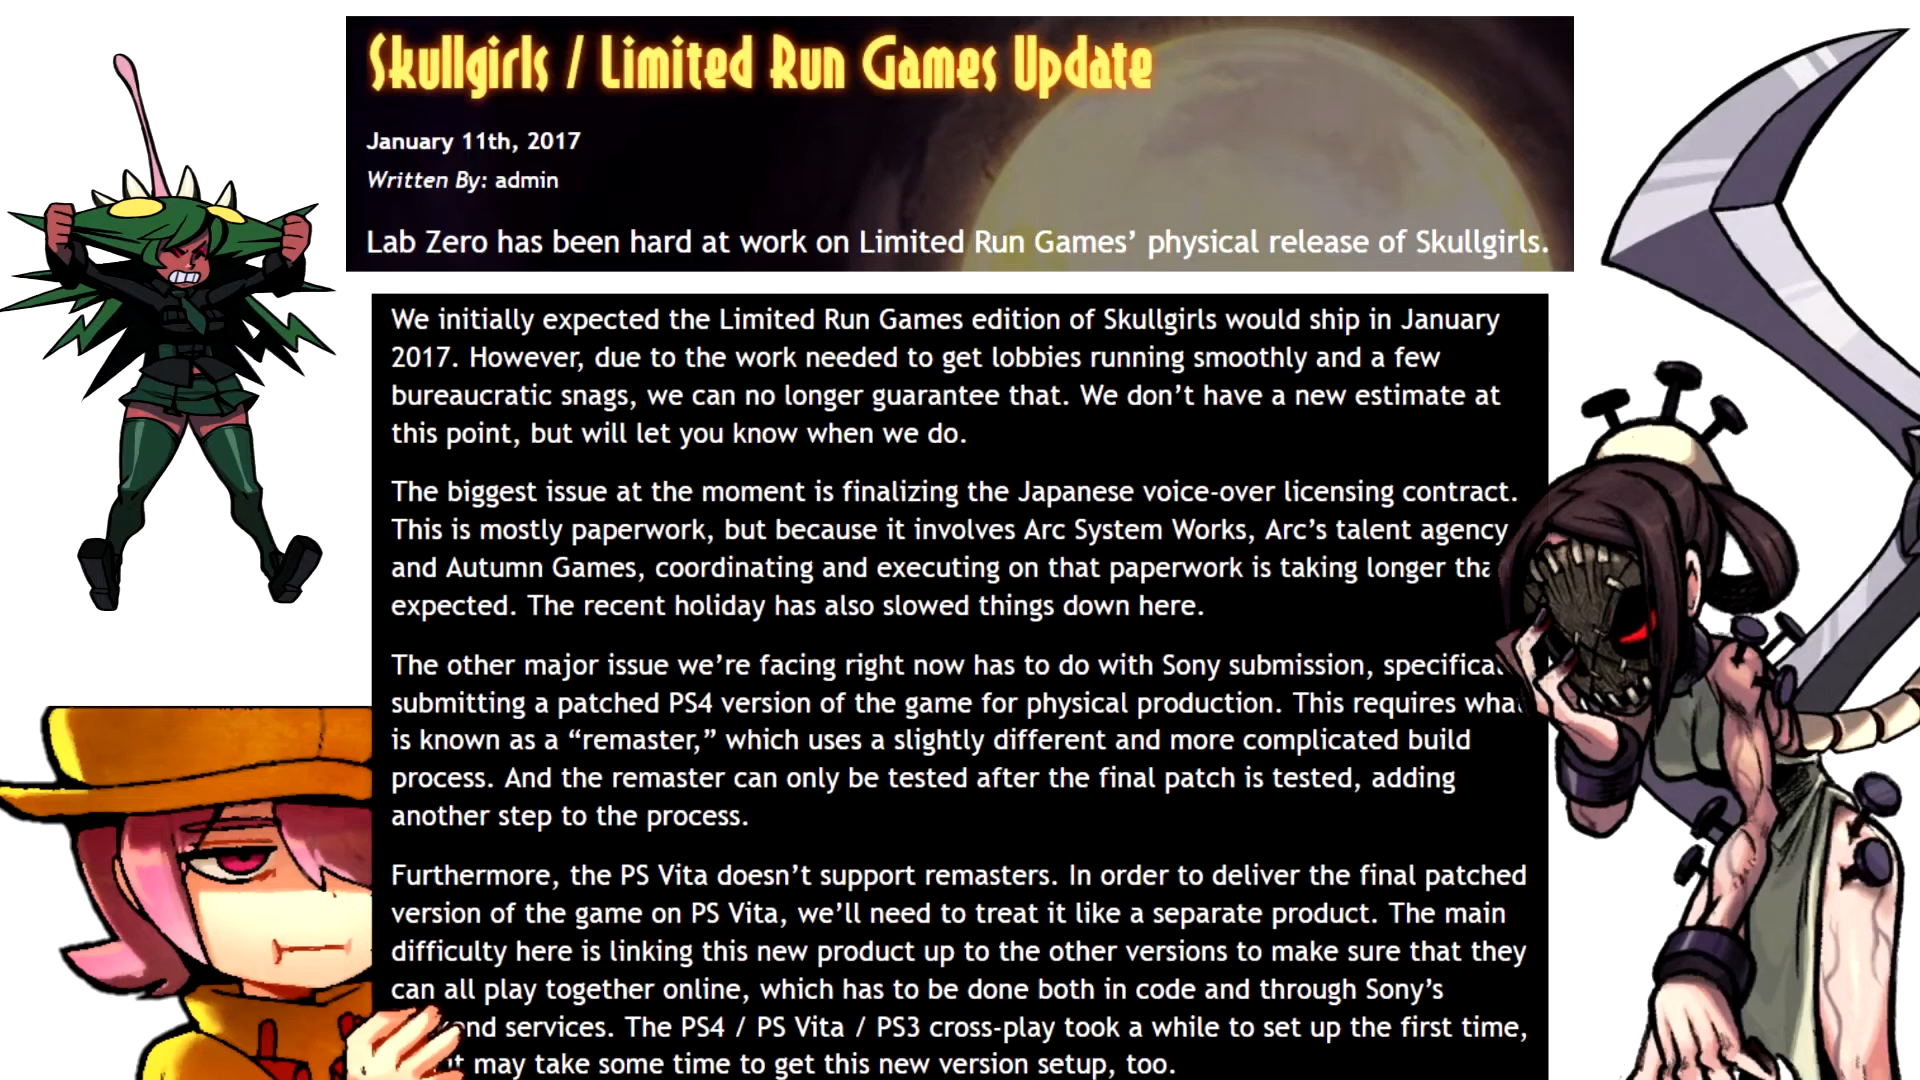 Skullgirls / Limited Run Games Update
January 11th, 2017
Written By: admin
Lab Zero has been hard at work on Limited Run Games’ physical release of Skullgirls.
We initially expected the Limited Run Games edition of Skullgirls would ship in January
2017. However, due to the work needed to get lobbies running smoothly and a few
bureaucratic snags, we can no longer guarantee that. We don’t have a new estimate at
this point, but will let you know when we do.
The biggest issue at the moment is finalizing the Japanese voice-over licensing contract.
This is mostly paperwork, but because it involves Arc System Works, Arc’s talent agency
and Autumn Games, coordinating and executing on that paperwork is taking longer
expected. The recent holiday has also slowed things down here.
The other major issue we’re facing right now has to do with Sony submission,
submitting a patched PS4 version of the game for physical production. This requires
is known as a “remaster,” which uses a slightly different and more complicated build
process. And the remaster can only be tested after the final patch is tested, adding
another step to the process.
Furthermore, the PS Vita doesn’t support remasters. In order to deliver the final patched
version of the game on PS Vita, we’ll need to treat it like a separate product. The main
difficulty here is linking this new product up to the other versions to make sure that they
can all play together online, which has to be done both in code and through Sony’s
services. The PS4 / PS Vita / PS3 cross-play took a while to set up the first time,
may take some time to get this new version setup, too.